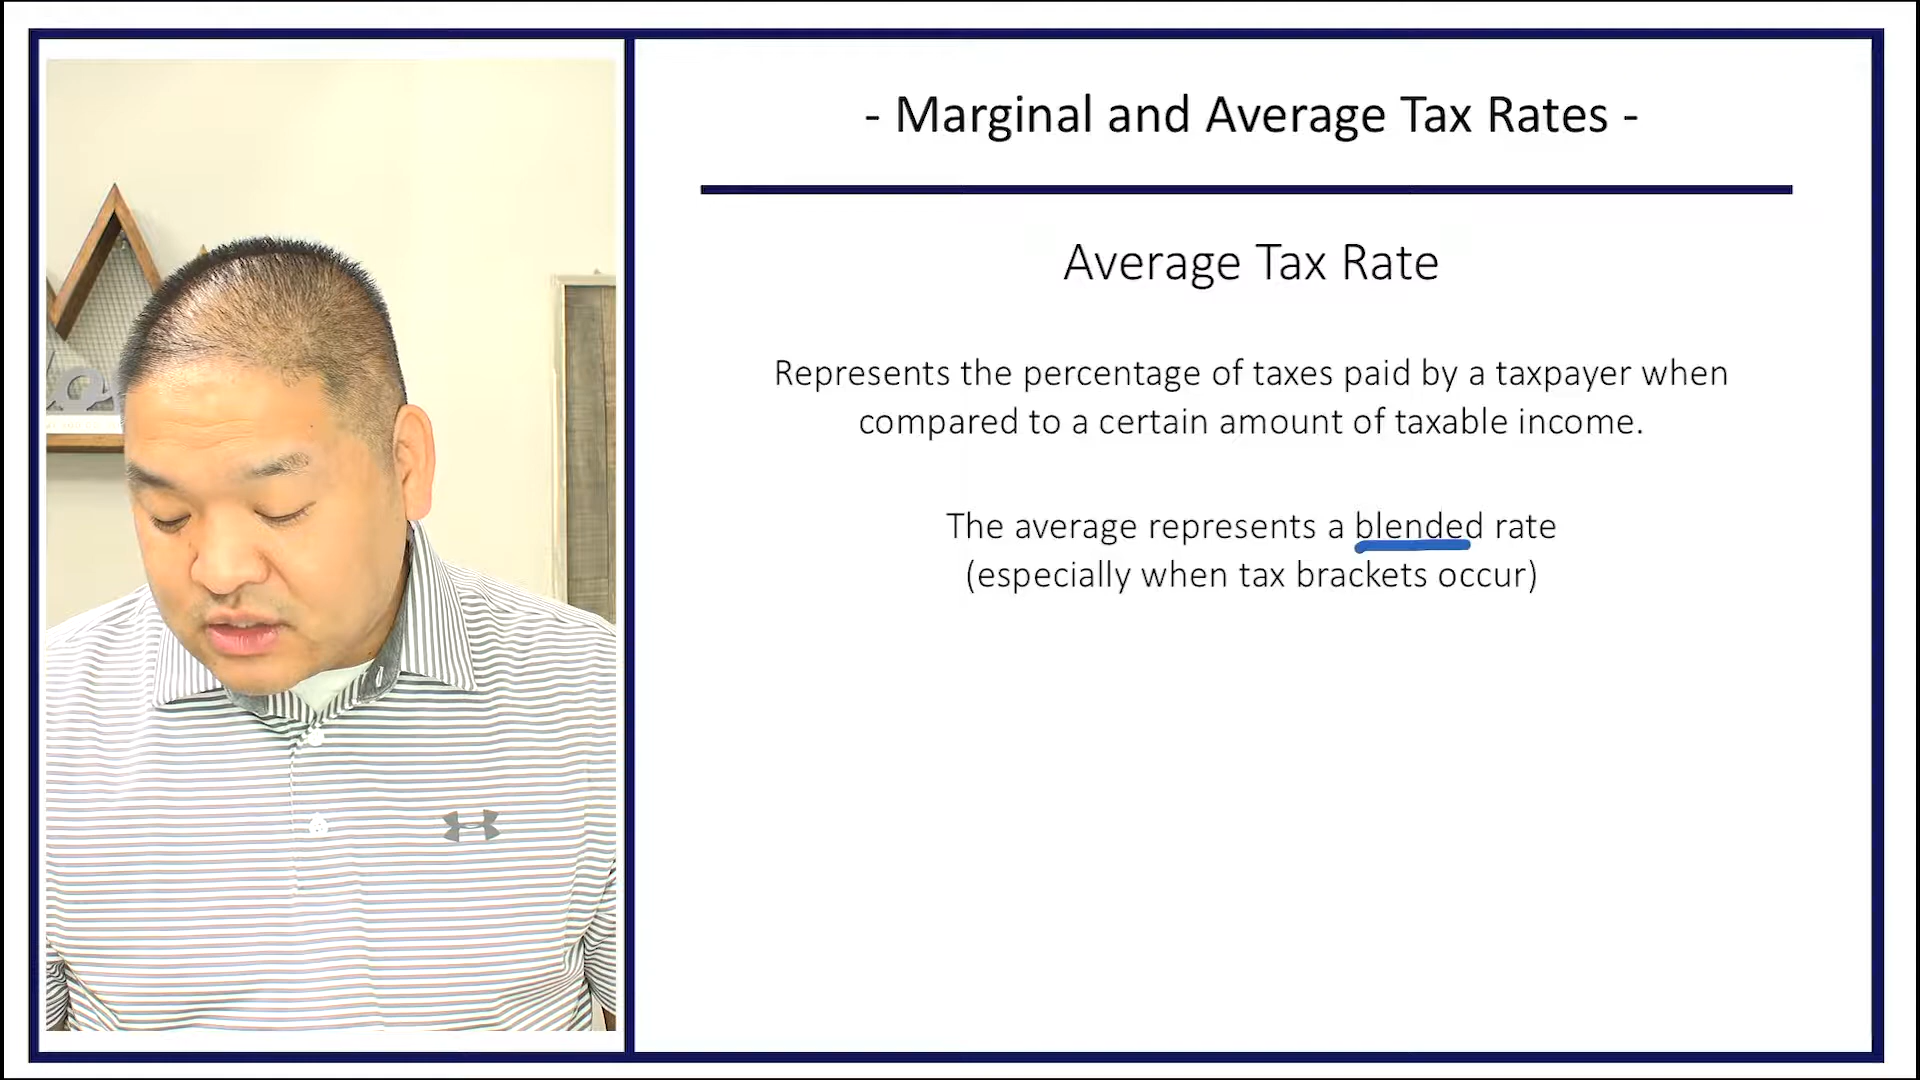 - Marginal and Average Tax Rates -
Average Tax Rate
Represents the percentage of taxes paid by a taxpayer when
compared to a certain amount of taxable income.
The average represents a blended rate
(especially when tax brackets occur)